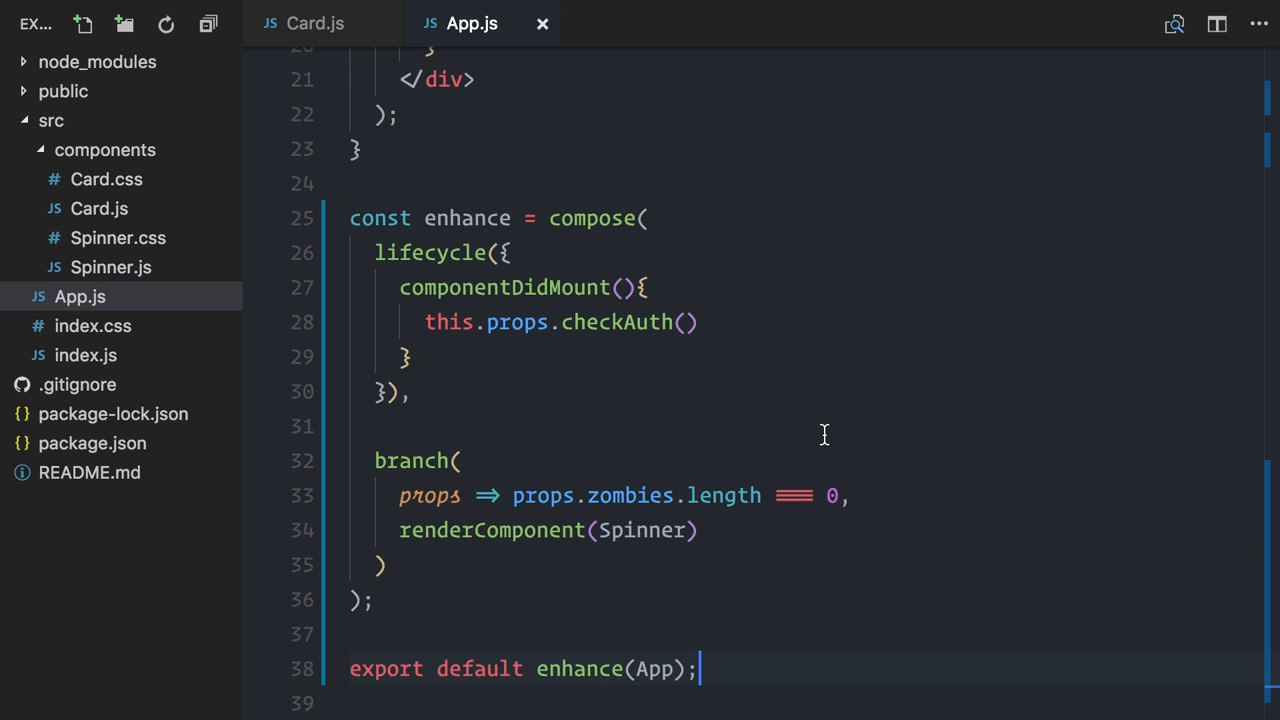 EX...
node_modules
public
src
components
Card.css
Card.js
Spinner.css
Spinner.js
App.js
index.css
index.js
.gitignore
package-lock.json
package.json
README.md
JS Card.js
JS App.js
20 }
21 </div>
22 );
23 }
24
25 const enhance = compose(
26 lifecycle({
27 componentDidMount(){
28 this.props.checkAuth()
29 }
30 }),
31
32 branch(
33 props => props.zombies.length === 0,
34 renderComponent(Spinner)
35 )
36 );
37
38 export default enhance(App);
39